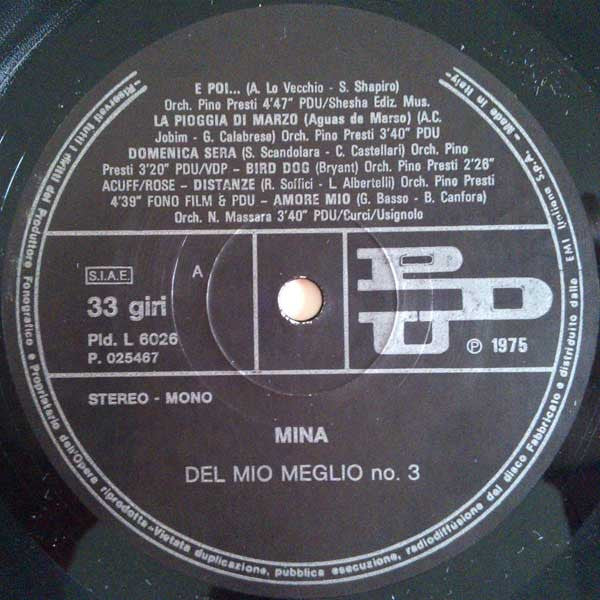 E POI... (A. Lo Vecchio - S. Shapiro)
Orch. Pino Presti 4'47" PDU/Shesha Ediz. Mus.
LA PIOGGIA DI MARZO (Aguas de Marso) (A.C.
Jobim - G. Calabrese) Orch. Pino Presti 3'40" PDU
DOMENICA SERA (S. Scandolara - C. Castellari) Orch. Pino
Presti 3'20" PDU/VDP - BIRD DOG (Bryant) Orch. Pino Presti 2'26"
ACUFF/ROSE - DISTANZE (R. Soffici - L. Albertelli) Orch. Pino Presti
4'39" FONO FILM & PDU - AMORE MIO (G. Basso - B. Canfora)
Orch. N. Massara 3'40" PDU/Curci/Usignolo
S.I.A.E.
A
33 giri
Pld. L 6026
P. 025467
PDU
℗ 1975
STEREO - MONO
MINA
DEL MIO MEGLIO no. 3
-Riservati tutti i diritti del Produttore Fonografico e Proprietario dell'Opera riprodotta-Vietata duplicazione, pubblica esecuzione, radiodiffusione del disco Fabbricato e distribuito dalla EMI Italiana S.p.A. -Made in Italy-